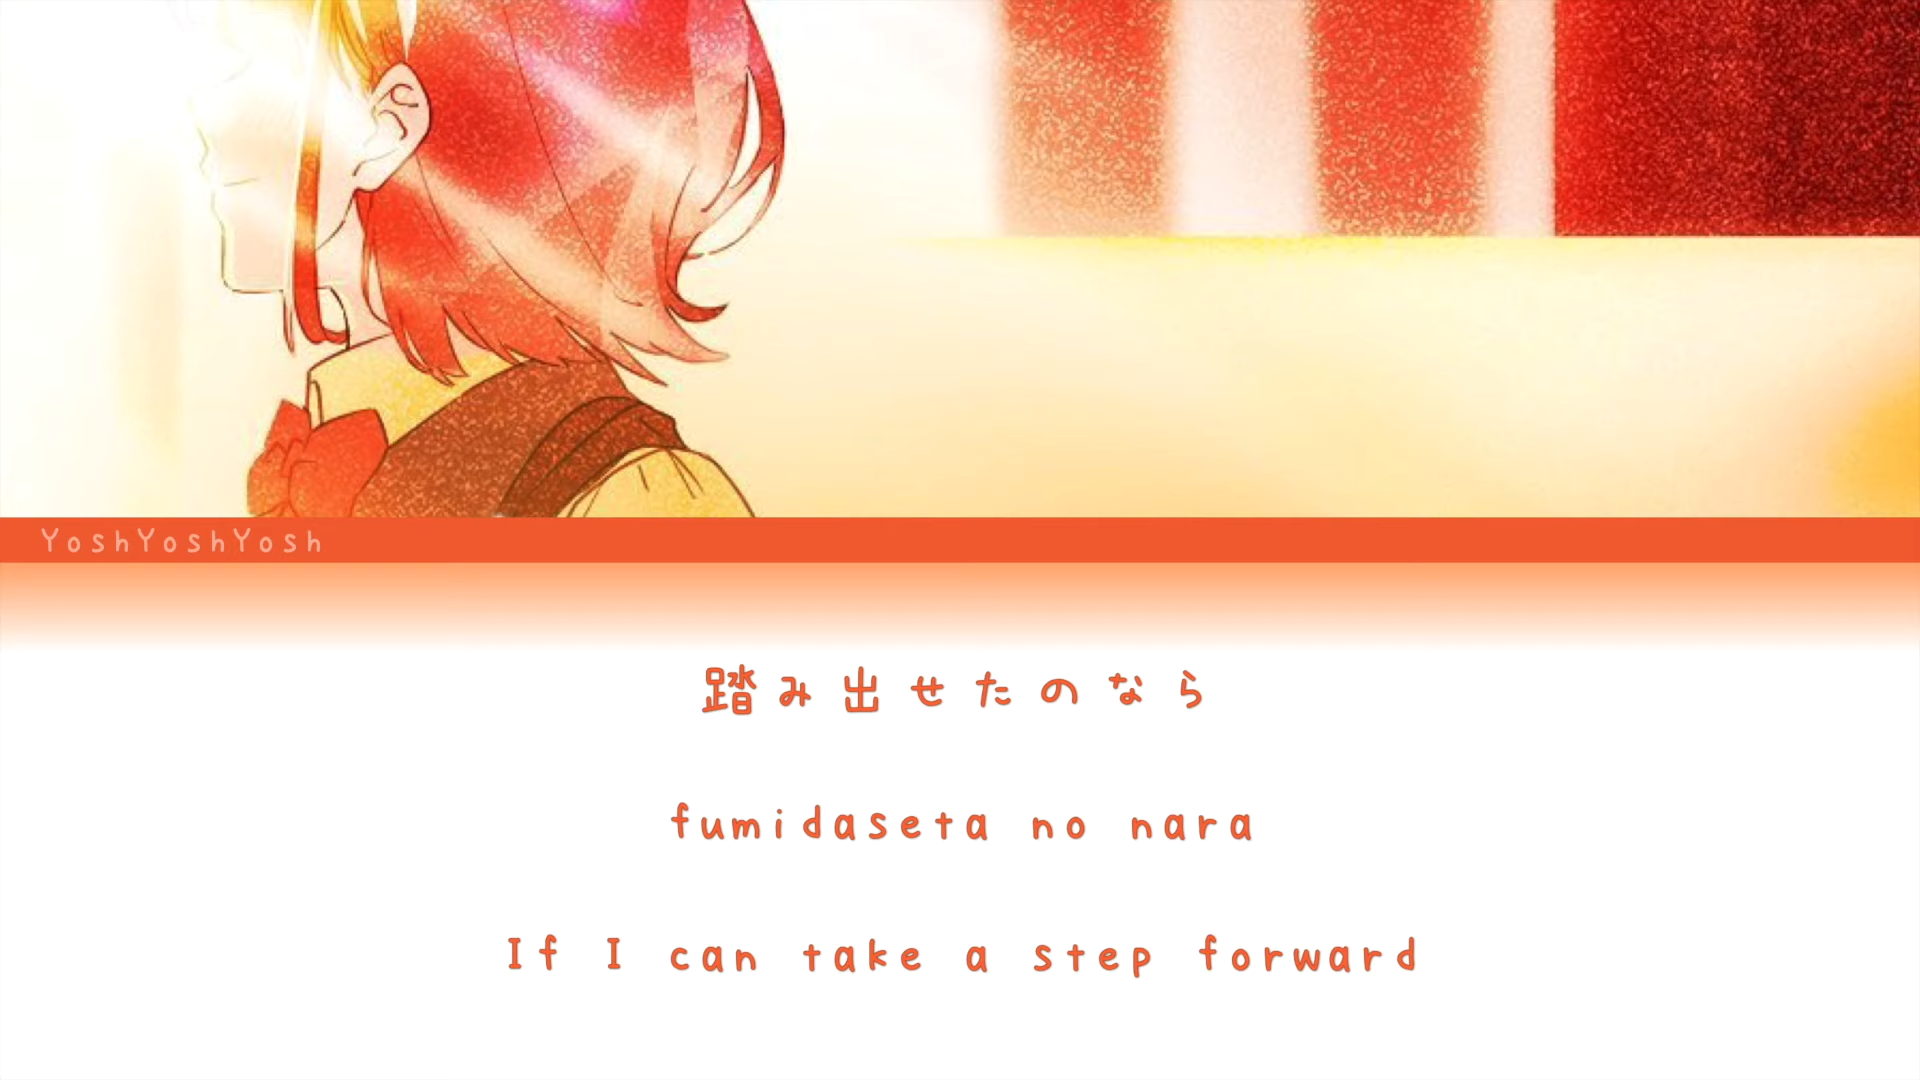 YoshYoshYosh
踏み出せたのなら
fumidaseta no nara
If I can take a step forward